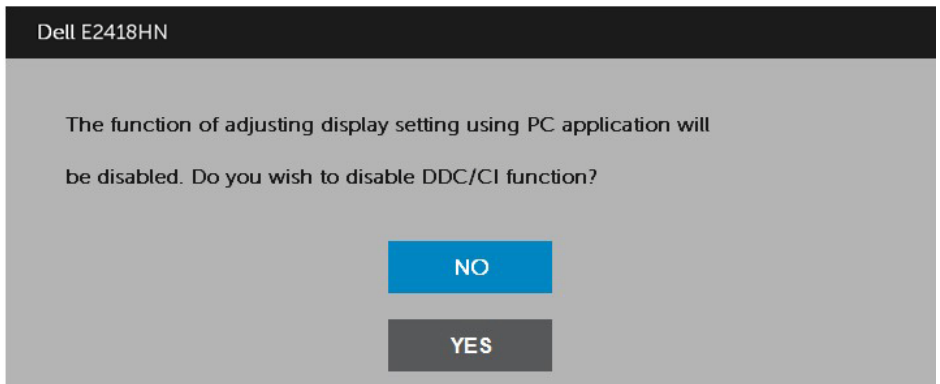 Dell E2418HN
The function of adjusting display setting using PC application will
be disabled. Do you wish to disable DDC/CI function?
NO
YES